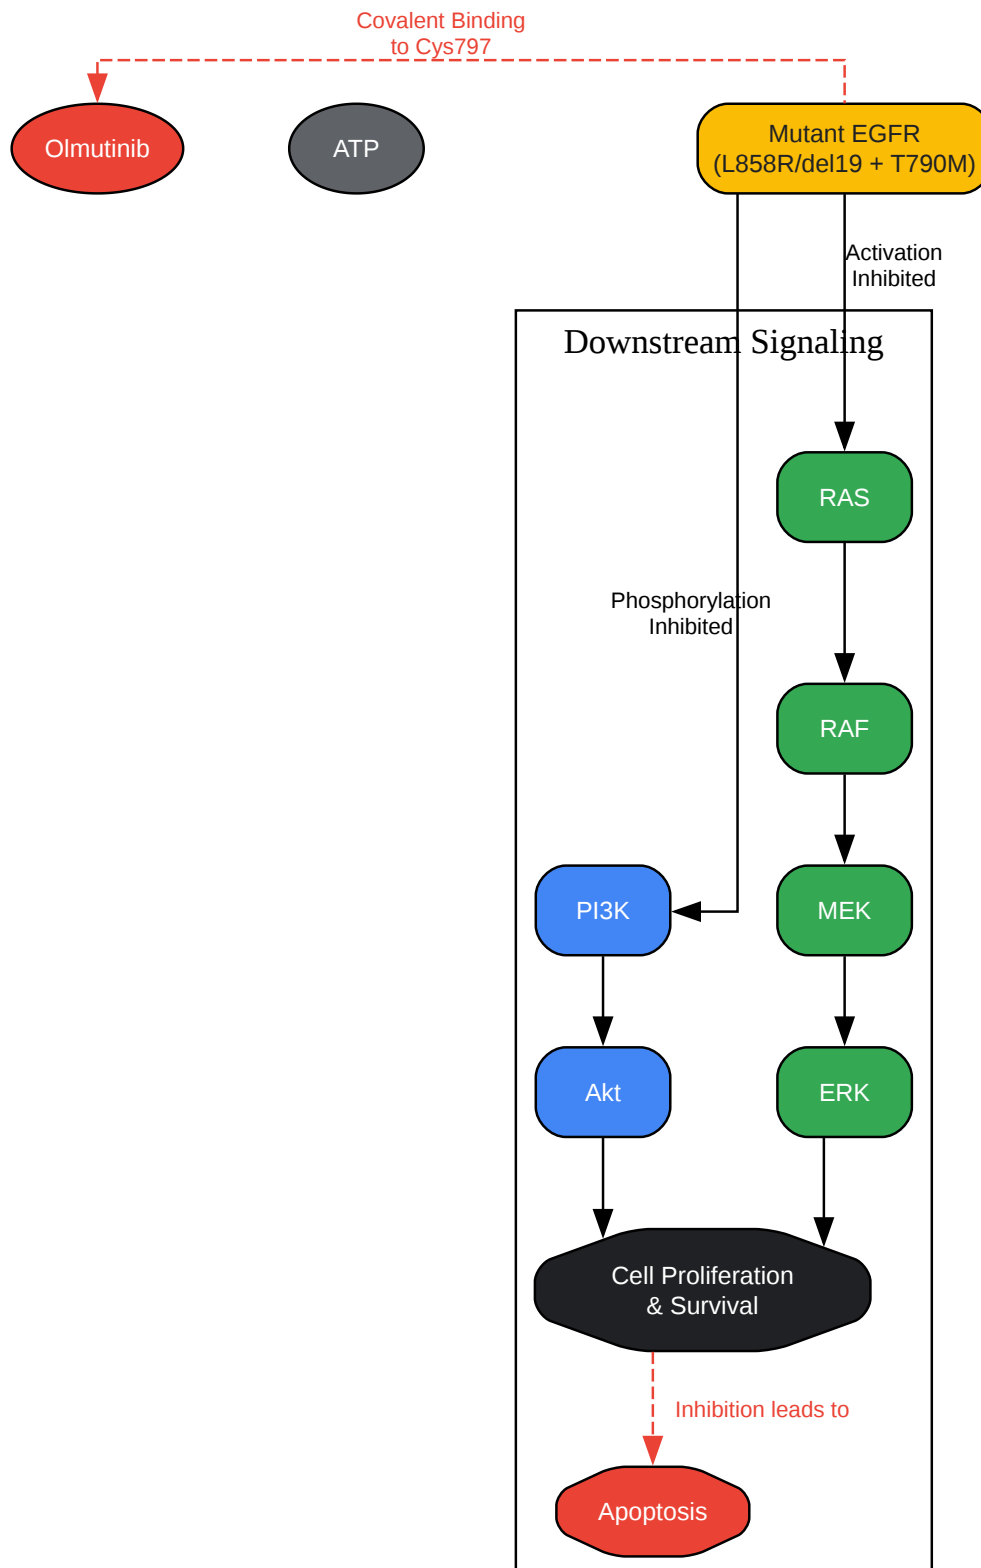 Covalent Binding
to Cys797
Olmutinib
ATP
Mutant EGFR
(L858R/del19 + T790M)
Activation
Inhibited
Downstream Signaling
RAS
Phosphorylation
Inhibited
RAF
PI3K
MEK
Akt
ERK
Cell Proliferation
& Survival
Inhibition leads to
Apoptosis